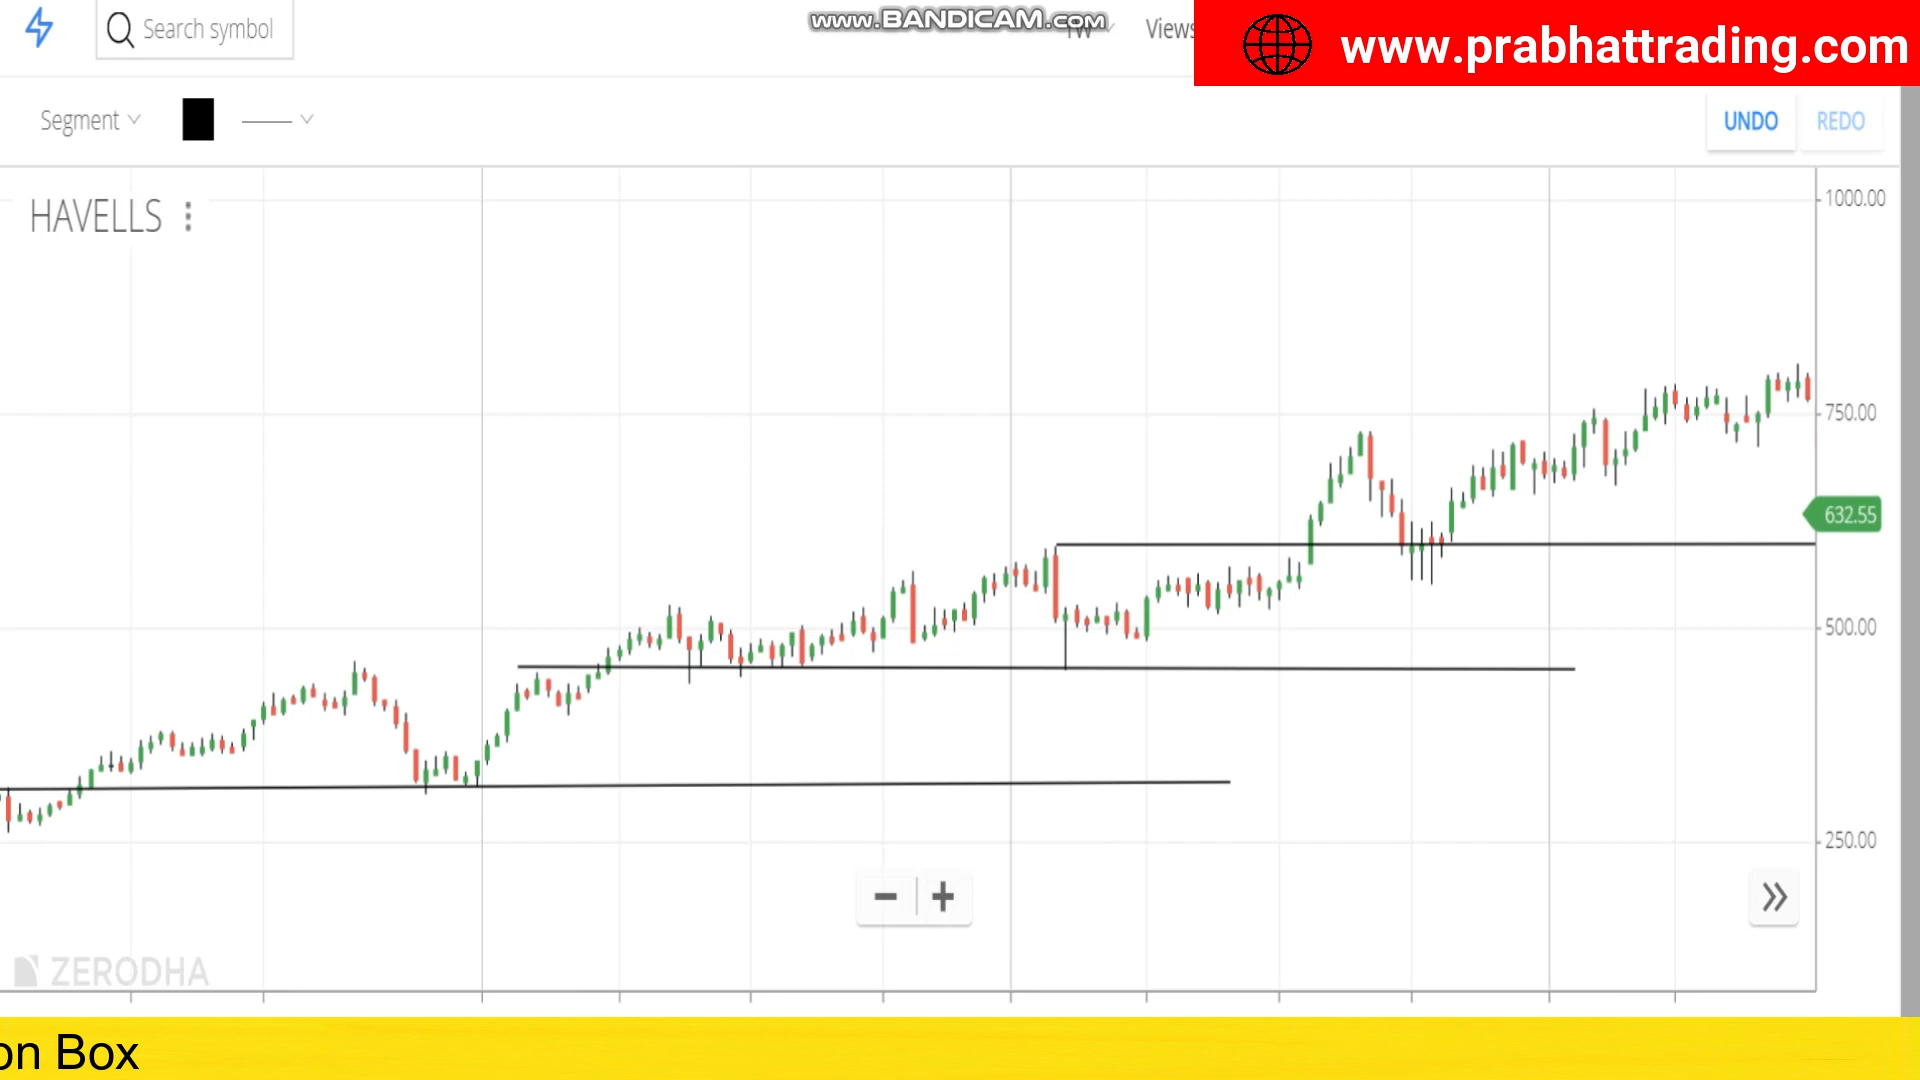 Search symbol
www.BANDICAM.com
1W
Views
www.prabhattrading.com
Segment
UNDO
REDO
HAVELLS
1000.00
750.00
632.55
500.00
250.00
ZERODHA
on Box